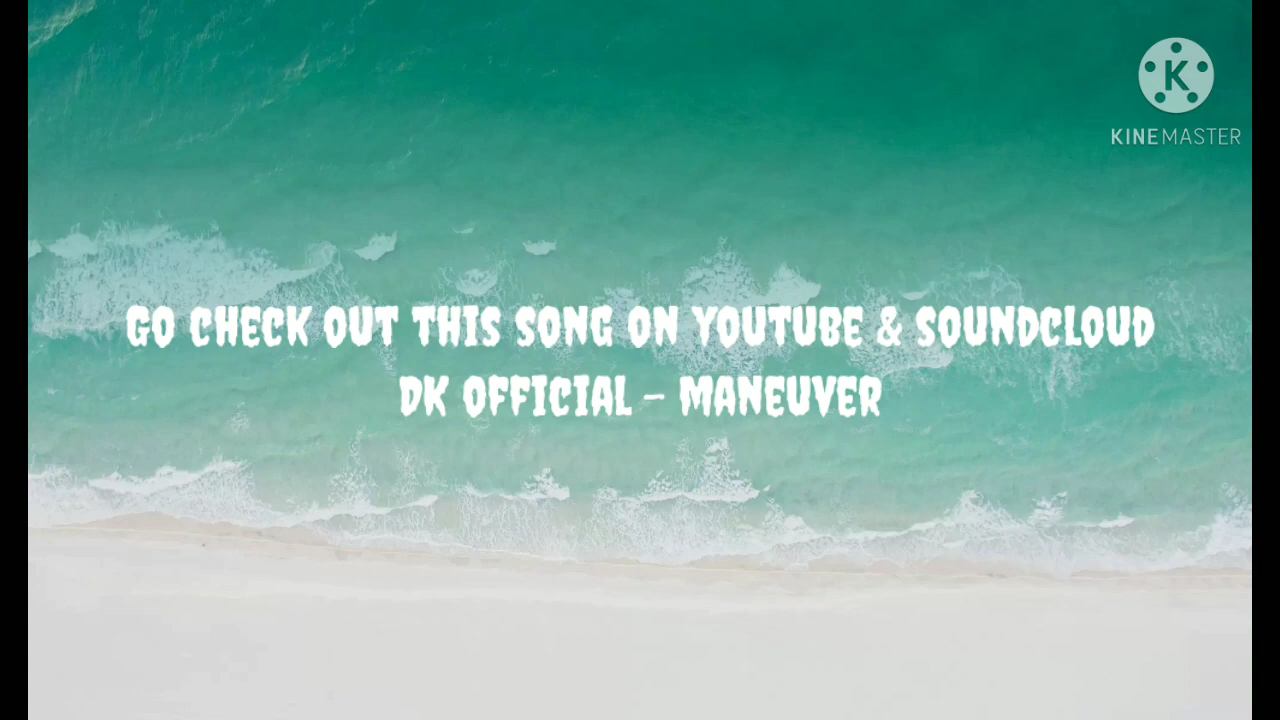 K
KINEMASTER
GO CHECK OUT THIS SONG ON YOUTUBE & SOUNDCLOUD
DK OFFICIAL - MANEUVER